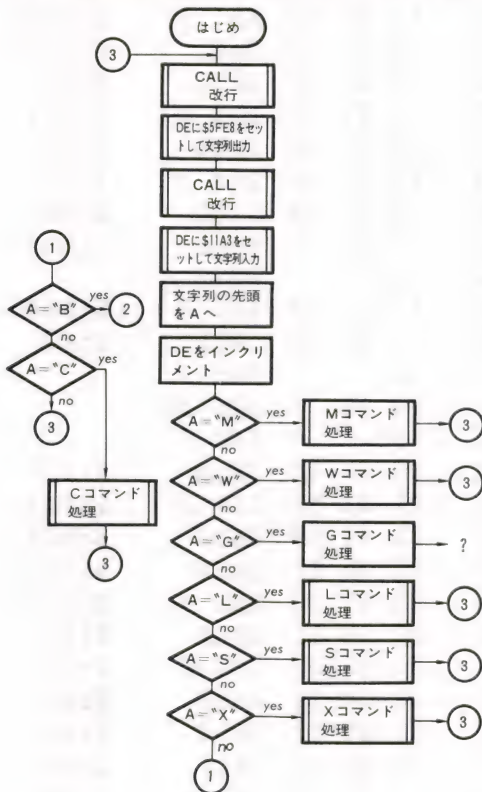 はじめ
3
CALL
改行
DEに$5FE8をセッ
トして文字列出力
CALL
改行
DEに$11A3をセ
ットして文字列入力
文字列の先頭
をAへ
DEをインクリ
メント
A="M"
yes
Mコマンド
処理
3
no
A="W"
yes
Wコマンド
処理
3
no
A="G"
yes
Gコマンド
処理
?
no
A="L"
yes
Lコマンド
処理
3
no
A="S"
yes
Sコマンド
処理
3
no
A="X"
yes
Xコマンド
処理
3
no
1
1
A="B"
yes
2
no
A="C"
yes
no
3
Cコマンド
処理
3